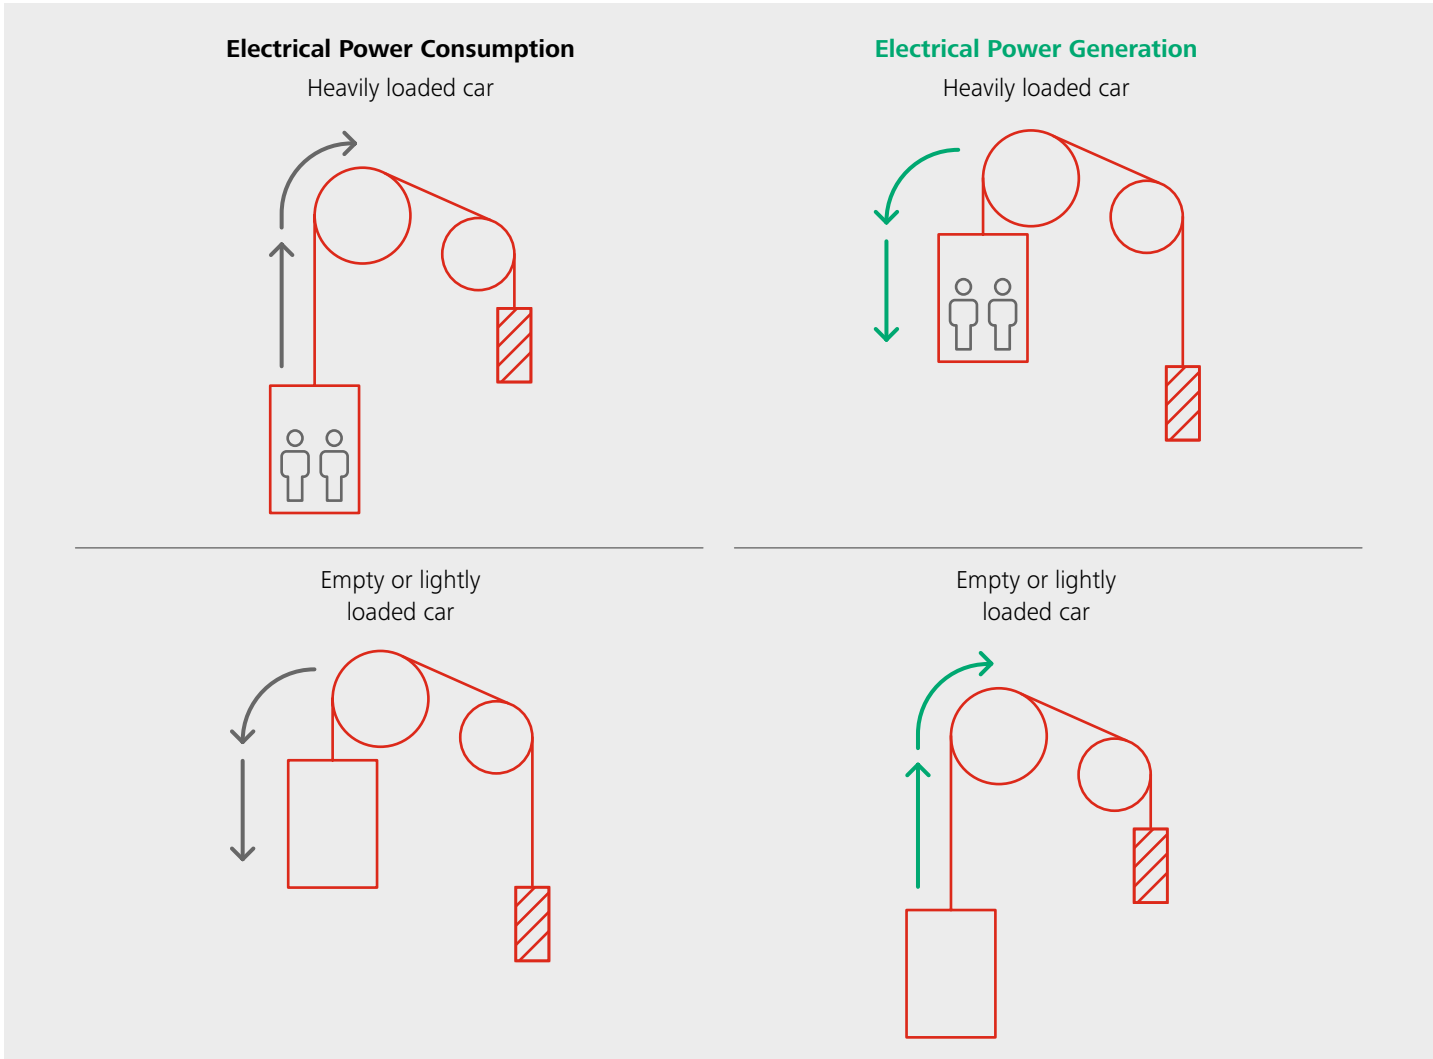 Electrical Power Consumption
Heavily loaded car
Electrical Power Generation
Heavily loaded car
Empty or lightly
loaded car
Empty or lightly
loaded car